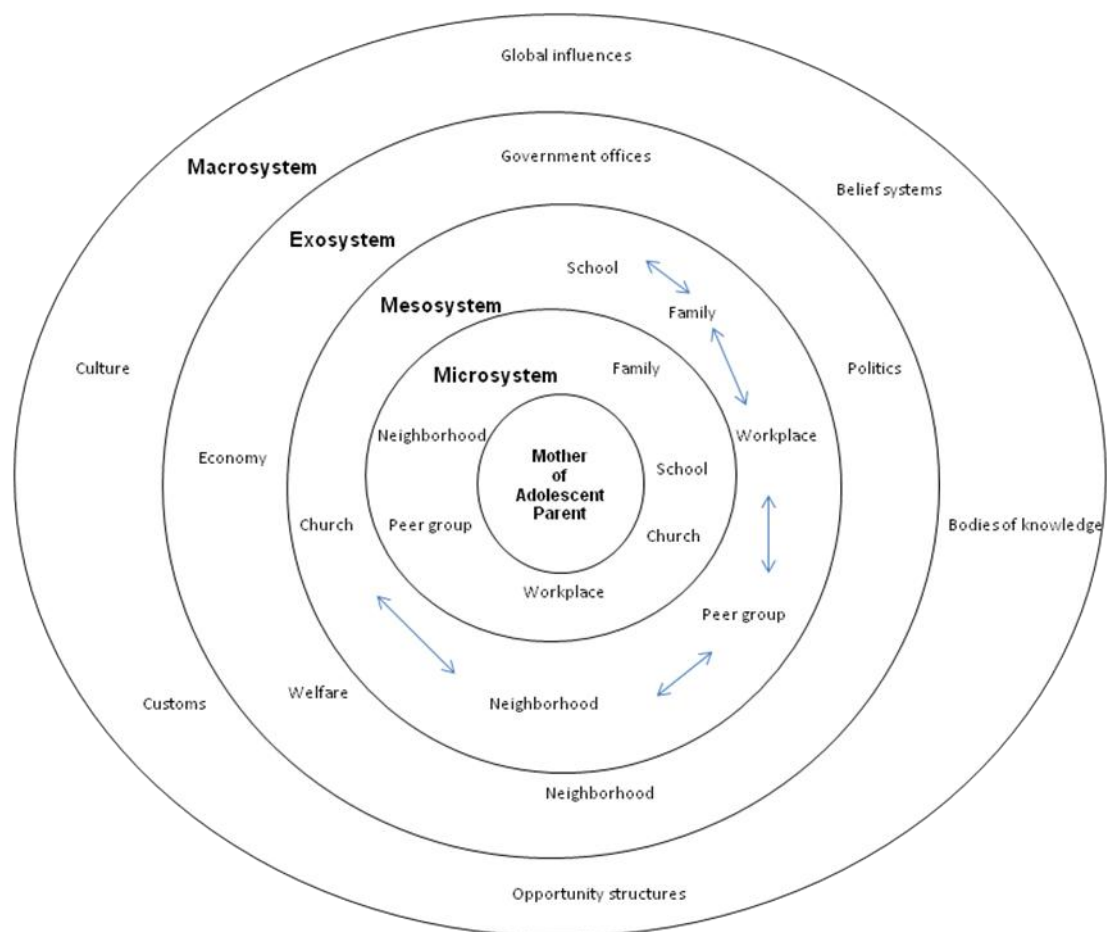 Global influences
Government offices
Macrosystem
Belief systems
Exosystem
School
Mesosystem
Family
Culture
Microsystem
Family
Politics
Neighborhood
Workplace
Economy
Mother
of
Adolescent
Parent
School
Church
Peer group
Church
Bodies of knowledge
Workplace
Peer group
Welfare
Customs
Neighborhood
Neighborhood
Opportunity structures